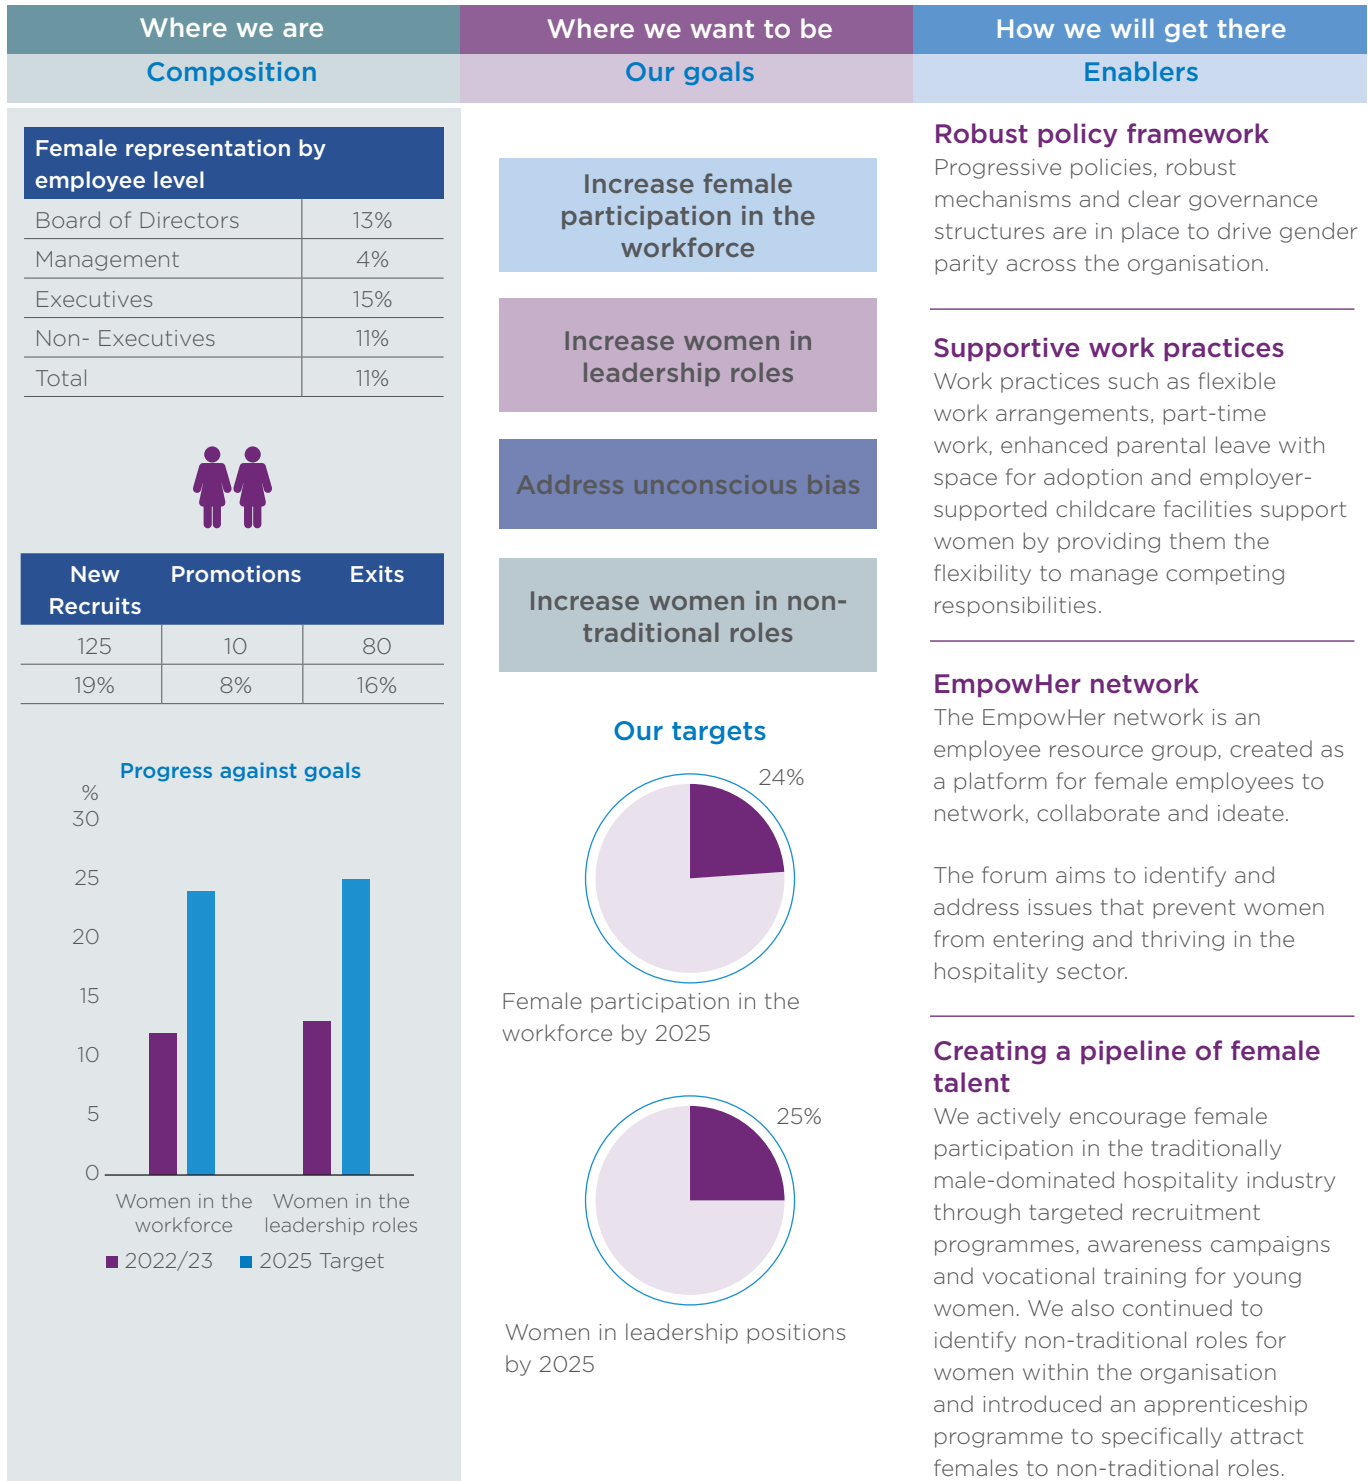 Where we are
Composition
Female representation by
employee level
Board of Directors 13%
Management 4%
Executives 15%
Non- Executives 11%
Total 11%
New Recruits Promotions Exits
125 10 80
19% 8% 16%
Progress against goals
%
30
25
20
15
10
5
0
Women in the
workforce
Women in the
leadership roles
2022/23 2025 Target
Where we want to be
Our goals
Increase female
participation in the
workforce
Increase women in
leadership roles
Address unconscious bias
Increase women in non-
traditional roles
Our targets
24%
Female participation in the
workforce by 2025
25%
Women in leadership positions
by 2025
How we will get there
Enablers
Robust policy framework
Progressive policies, robust
mechanisms and clear governance
structures are in place to drive gender
parity across the organisation.
Supportive work practices
Work practices such as flexible
work arrangements, part-time
work, enhanced parental leave with
space for adoption and employer-
supported childcare facilities support
women by providing them the
flexibility to manage competing
responsibilities.
EmpowHer network
The EmpowHer network is an
employee resource group, created as
a platform for female employees to
network, collaborate and ideate.
The forum aims to identify and
address issues that prevent women
from entering and thriving in the
hospitality sector.
Creating a pipeline of female
talent
We actively encourage female
participation in the traditionally
male-dominated hospitality industry
through targeted recruitment
programmes, awareness campaigns
and vocational training for young
women. We also continued to
identify non-traditional roles for
women within the organisation
and introduced an apprenticeship
programme to specifically attract
females to non-traditional roles.